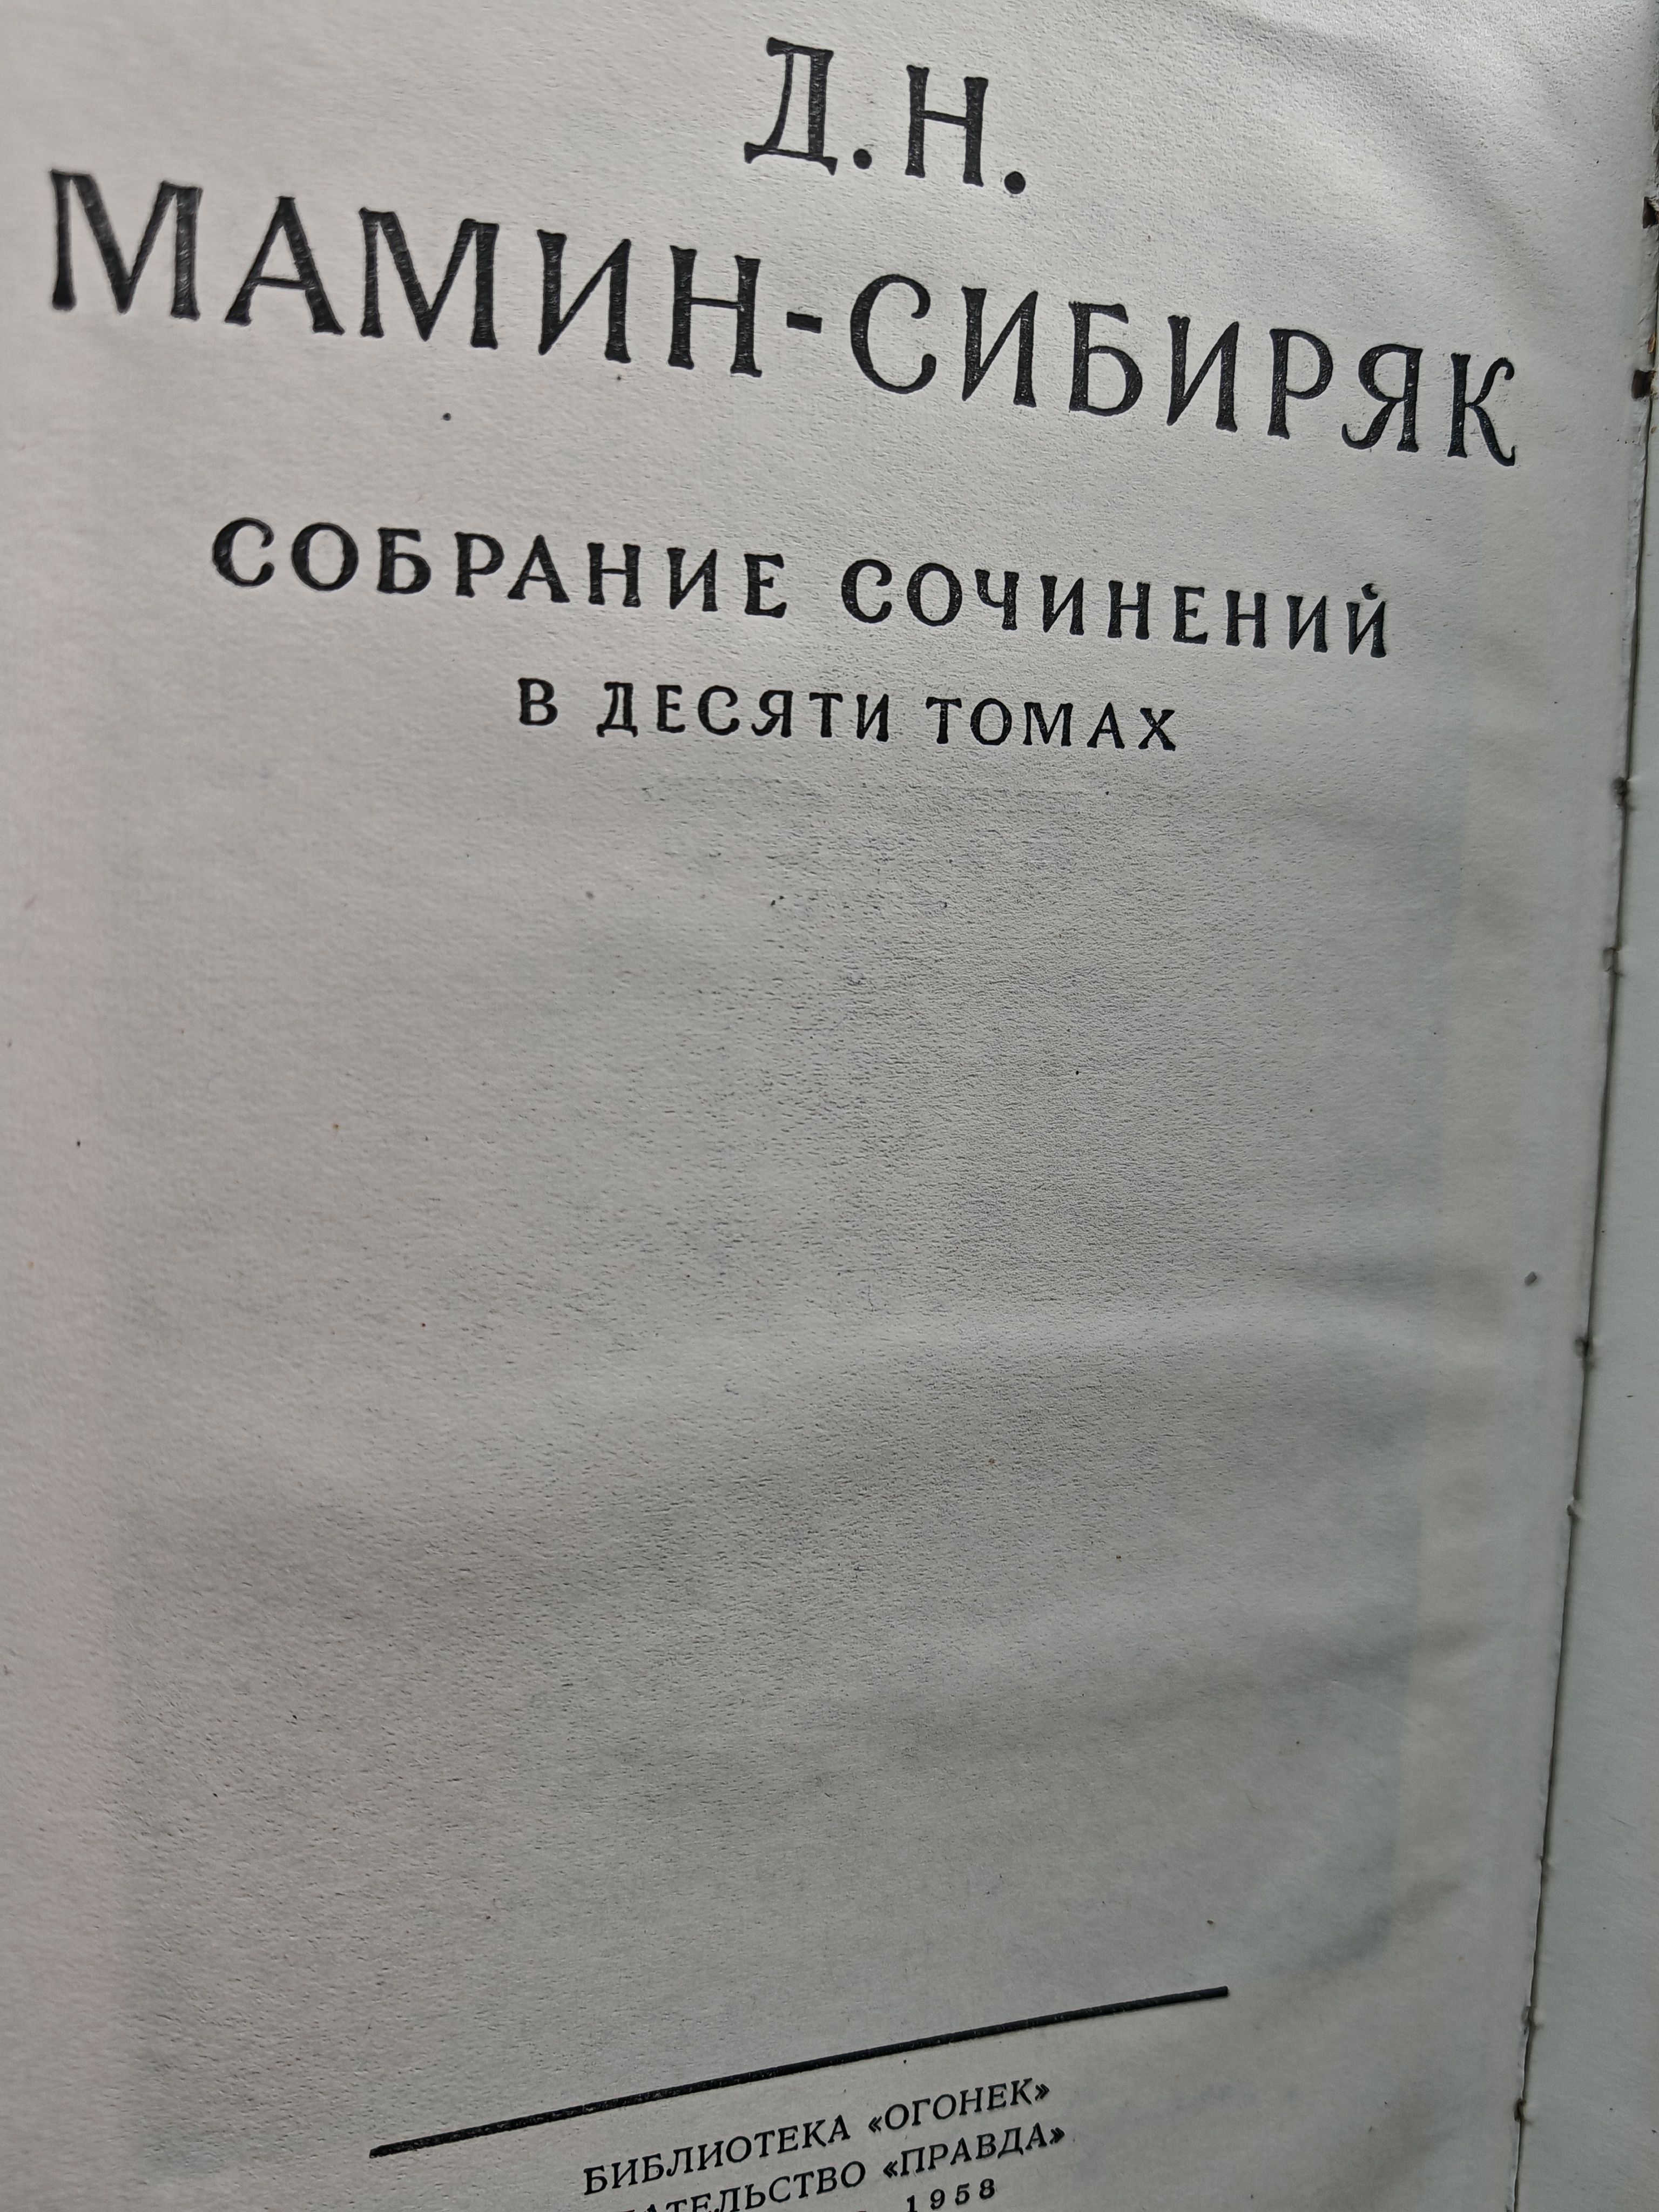 Д. Н.
МАМИН-СИБИРЯК
СОБРАНИЕ СОЧИНЕНИЙ
В ДЕСЯТИ ТОМАХ
БИБЛИОТЕКА «ОГОНЕК»
«ПРАВДА»
1958